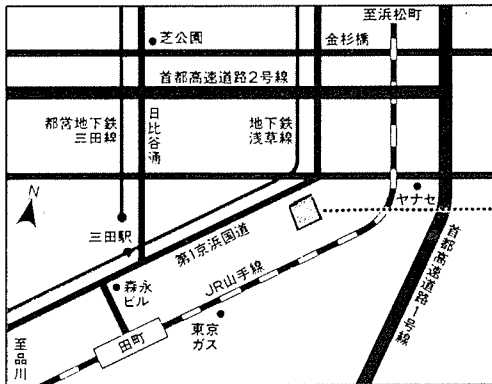 至浜松町
芝公園
金杉橋
首都高速道路2号線
都営地下鉄
三田線
日比谷通
地下鉄
浅草線
N
ヤナセ
三田駅
第1京浜国道
首都高速道路1号線
森永
ビル
JR山手線
東京
ガス
田町
至品川